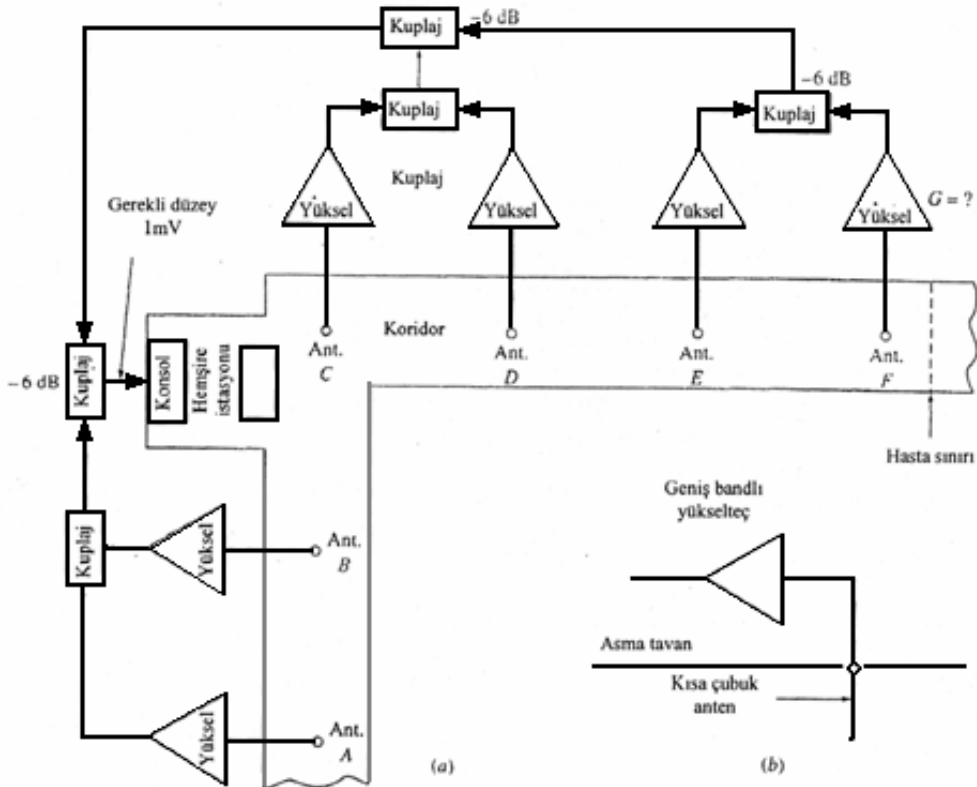 Kuplaj
-6 dB
-6 dB
Kuplaj
Kuplaj
Kuplaj
Yüksel
Yüksel
Yüksel
Yüksel
G = ?
Gerekli düzey
1mV
Koridor
Ant.
C
Ant.
D
Ant.
E
Ant.
F
-6 dB
Kuplaj
Konsol
Hemşire
istasyonu
Hasta sınırı
Geniş bandlı
yükselteç
Kuplaj
Yüksel
Ant.
B
Asma tavan
Kısa çubuk
anten
Yüksel
Ant.
A
(a)
(b)